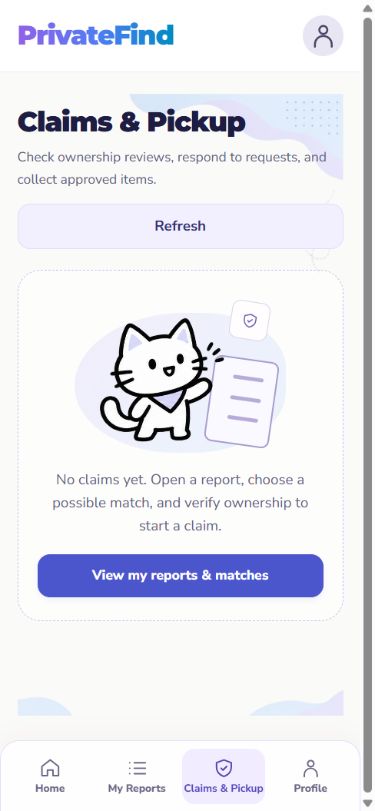 PrivateFind
Claims & Pickup
Check ownership reviews, respond to requests, and
collect approved items.
Refresh
No claims yet. Open a report, choose a
possible match, and verify ownership to
start a claim.
View my reports & matches
Home
My Reports
Claims & Pickup
Profile